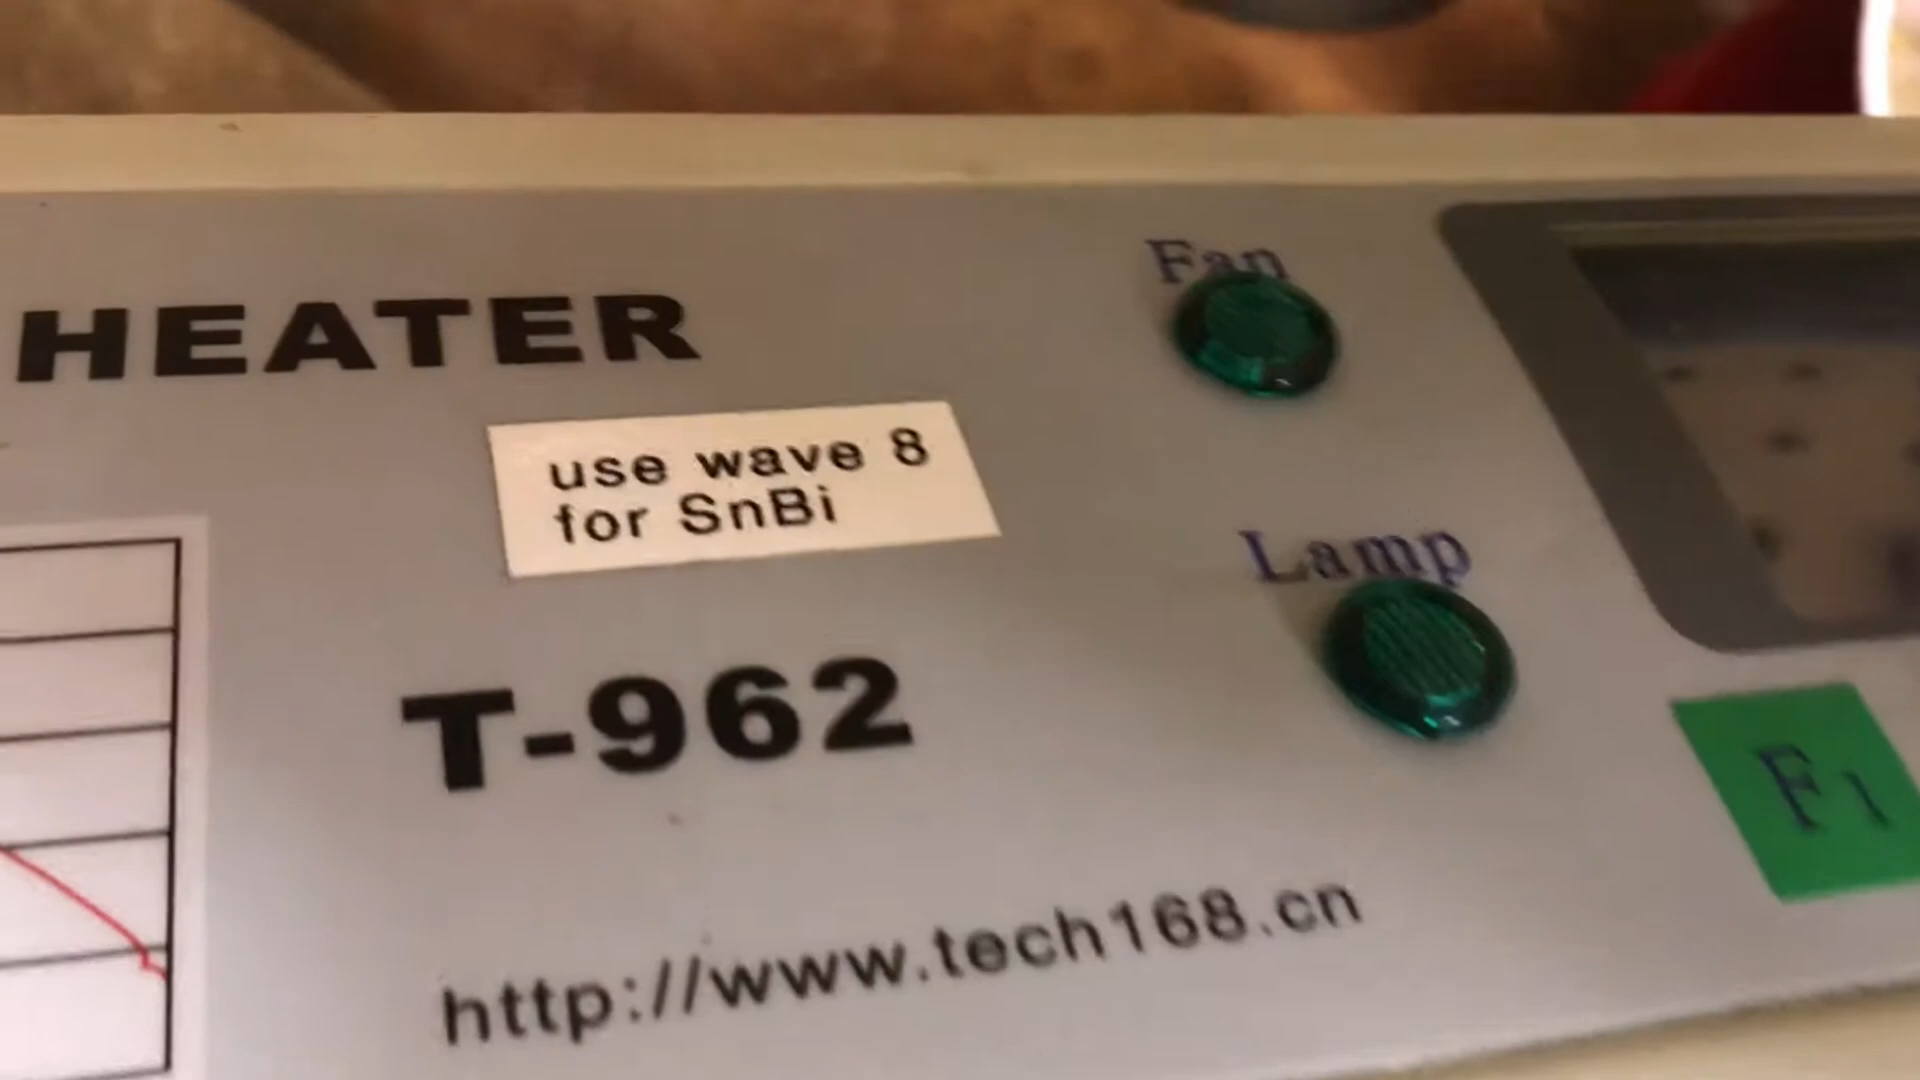 HEATER
Fan
use wave 8
for SnBi
Lamp
T-962
F1
http://www.tech168.cn